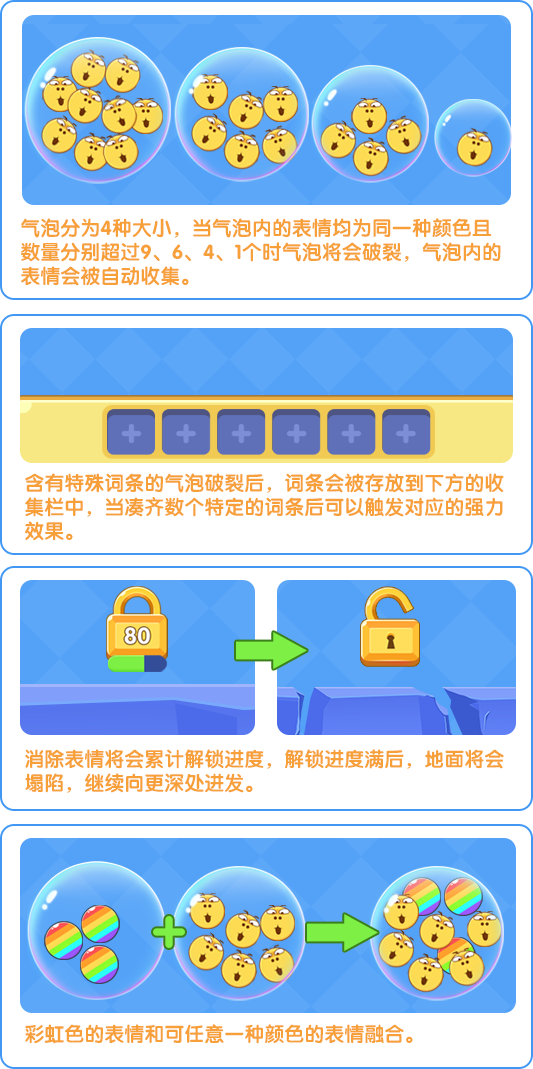 气泡分为4种大小，当气泡内的表情均为同一种颜色且
数量分别超过9、6、4、1个时气泡将会破裂，气泡内的
表情会被自动收集。
含有特殊词条的气泡破裂后，词条会被存放到下方的收
集栏中，当凑齐数个特定的词条后可以触发对应的强力
效果。
80
消除表情将会累计解锁进度，解锁进度满后，地面将会
塌陷，继续向更深处进发。
彩虹色的表情和可任意一种颜色的表情融合。